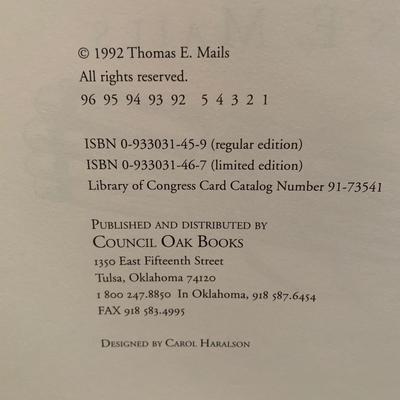 © 1992 Thomas E. Mails
All rights reserved.
96 95 94 93 92 5 4 3 2 1
ISBN 0-933031-45-9 (regular edition)
ISBN 0-933031-46-7 (limited edition)
Library of Congress Card Catalog Number 91-73541
Published and distributed by
Council Oak Books
1350 East Fifteenth Street
Tulsa, Oklahoma 74120
1 800 247.8850 In Oklahoma, 918 587.6454
FAX 918 583.4995
Designed by Carol Haralson